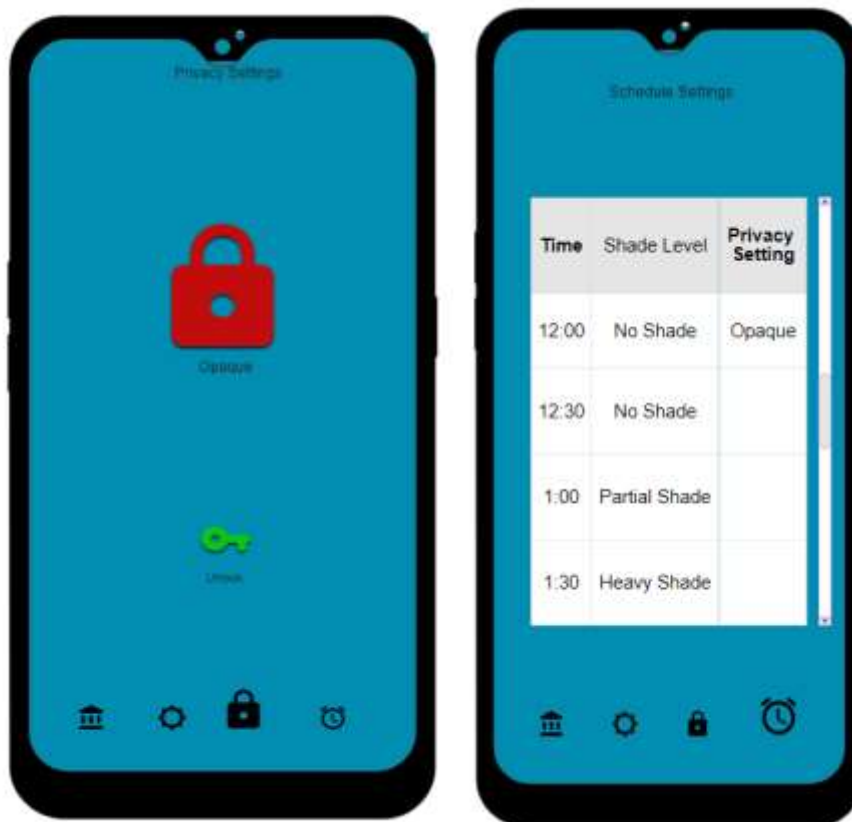 Privacy Settings
Opaque
Unlock
Schedule Settings
Time Shade Level Privacy Setting
12:00 No Shade Opaque
12:30 No Shade
1:00 Partial Shade
1:30 Heavy Shade